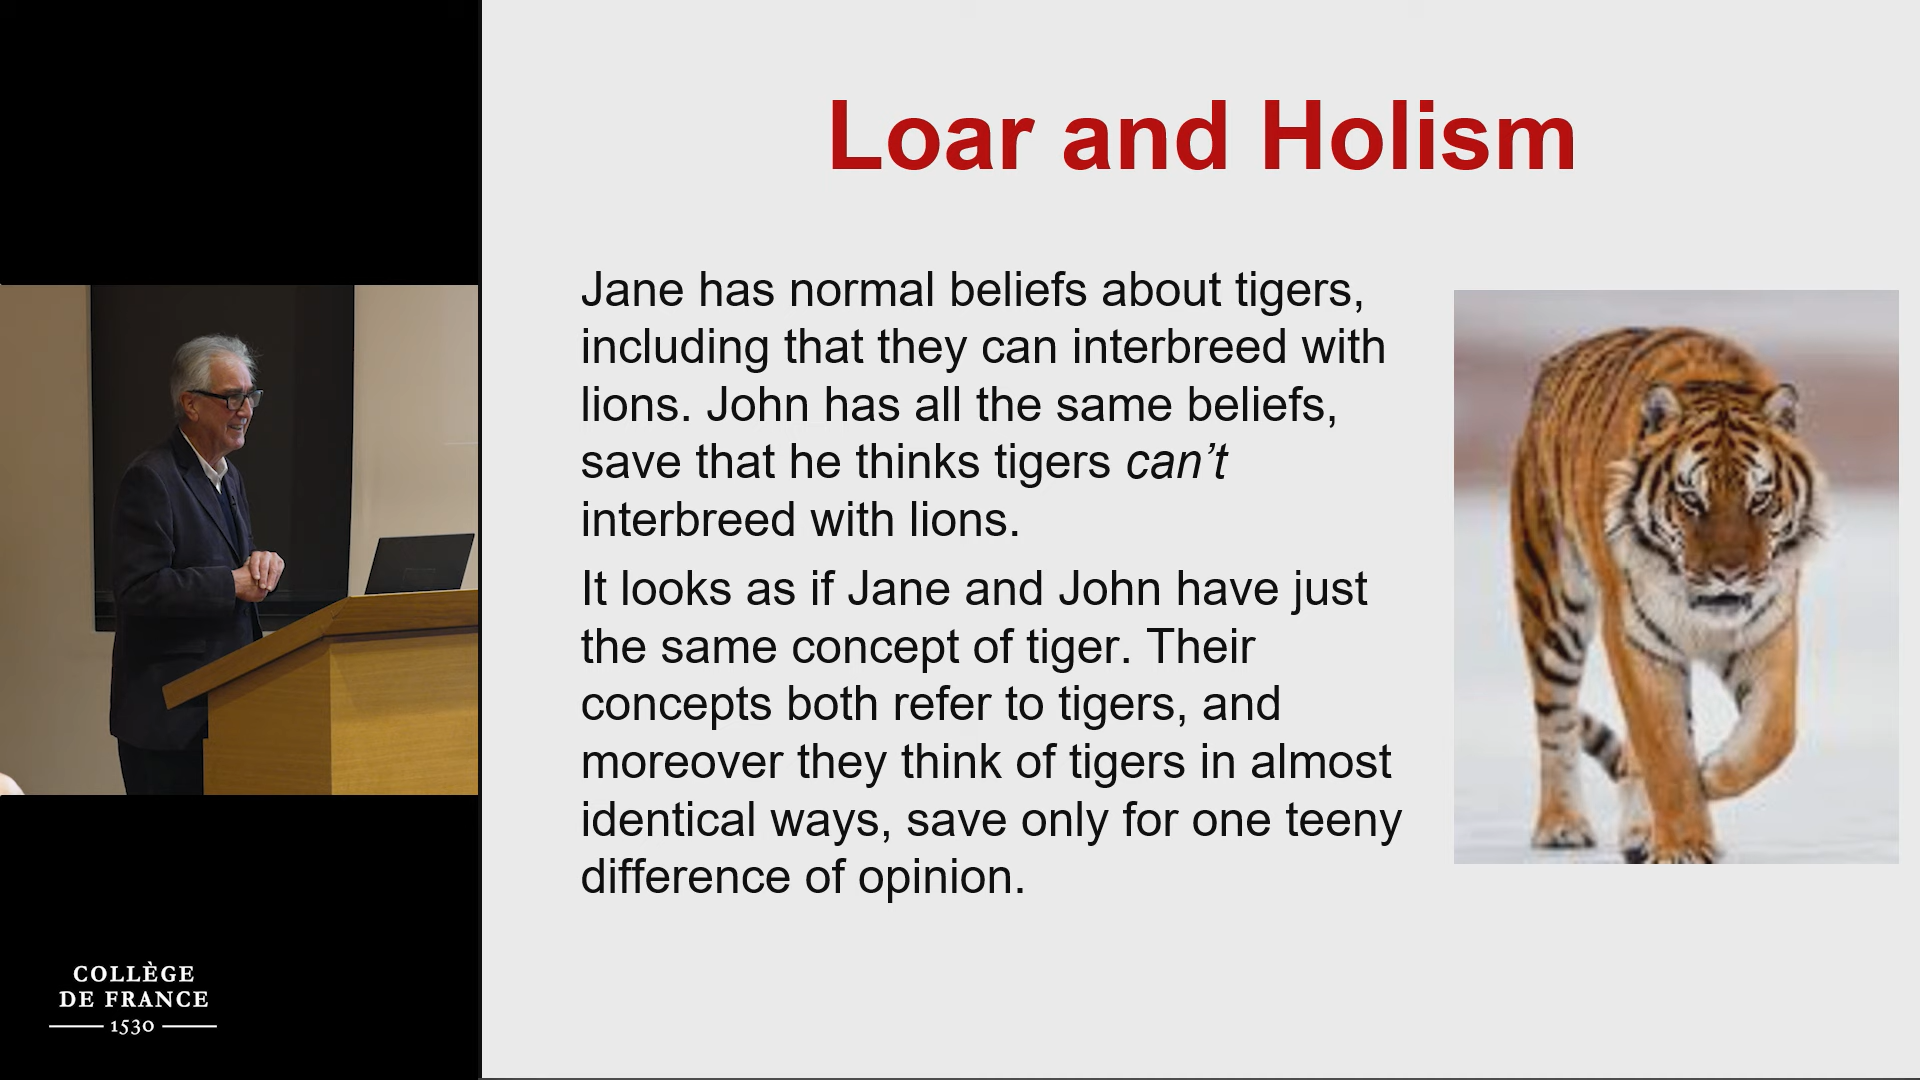 Loar and Holism
Jane has normal beliefs about tigers,
including that they can interbreed with
lions. John has all the same beliefs,
save that he thinks tigers can’t
interbreed with lions.
It looks as if Jane and John have just
the same concept of tiger. Their
concepts both refer to tigers, and
moreover they think of tigers in almost
identical ways, save only for one teeny
difference of opinion.
COLLÈGE
DE FRANCE
1530